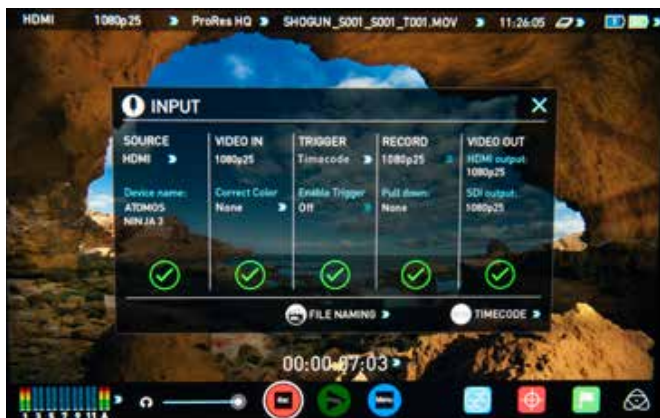 HDMI 1080p25 ProRes HQ SHOGUN_S001_S001_T001.MOV 11:26:05
INPUT
SOURCE VIDEO IN TRIGGER RECORD VIDEO OUT
HDMI 1080p25 Timecode 1080p25 HDMI output:
1080p25
Device name: Correct Color Enable Trigger Pull down: SDI output:
ATOMOS None Off None 1080p25
NINJA 3
FILE NAMING TIMECODE
00:00:07:03
Rec Menu